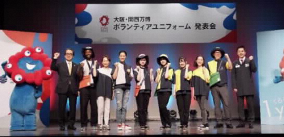 大阪・関西万博
ボランティアユニフォーム 発表会